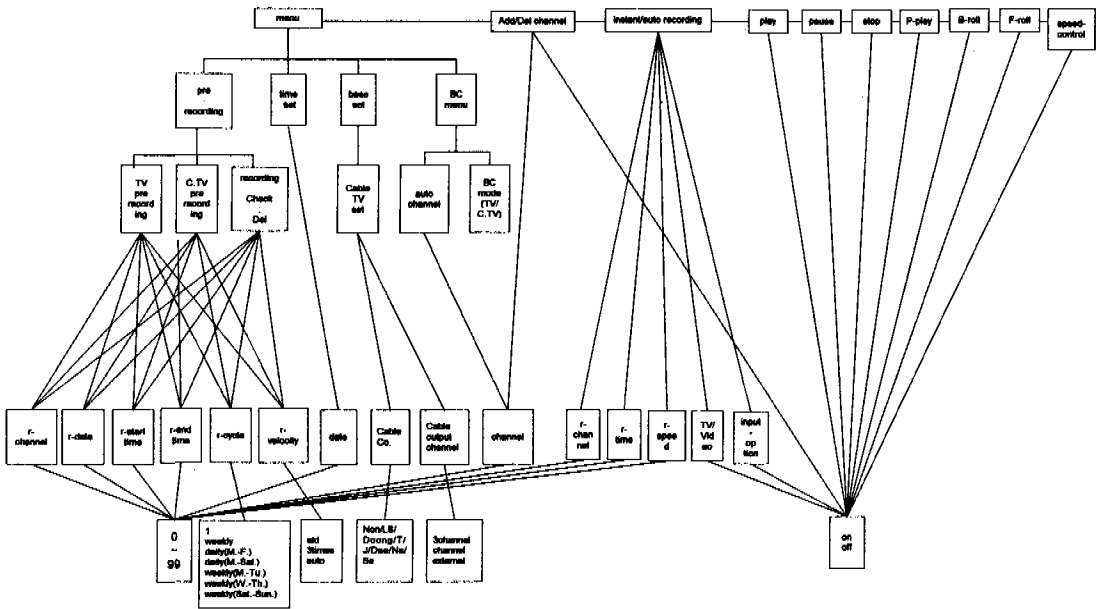 menu
Add/Del channel
instant/auto recording
play
pause
stop
P-play
B-roll
F-roll
speed-
control
pre
-
recording
time
set
base
set
BC
menu
TV
pre
record
ing
C.TV
pre
record
ing
recording
Check
-
Del
Cable
TV
set
auto
channel
BC
mode
(TV/
C.TV)
r-
channel
r-date
r-start
time
r-end
time
r-cycle
r-
velocity
date
Cable
Co.
Cable
output
channel
channel
r-
chan
nel
r-
time
r-
spee
d
TV/
Vid
eo
input
-
op
tion
0
~
99
1
weekly
daily(M.-F.)
daily(M.-Sat.)
weekly(M.-Tu.)
weekly(W.-Th.)
weekly(Sat.-Sun.)
std
3times
auto
Non/LB/
Doong/T/
J/Dae/Na/
Se
3channel
channel
external
on
off